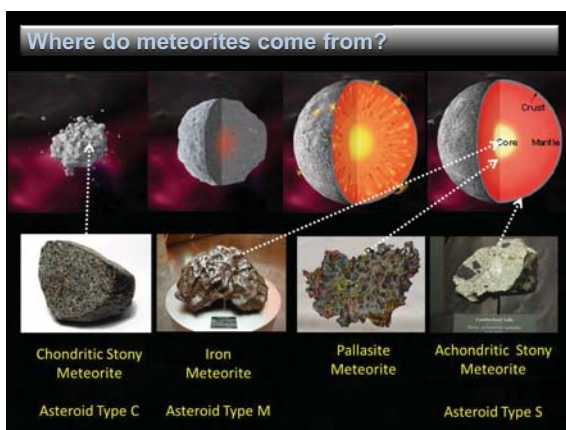 Where do meteorites come from?
Crust
Core
Mantle
Chondritic Stony
Meteorite
Iron
Meteorite
Pallasite
Meteorite
Achondritic Stony
Meteorite
Asteroid Type C
Asteroid Type M
Asteroid Type S